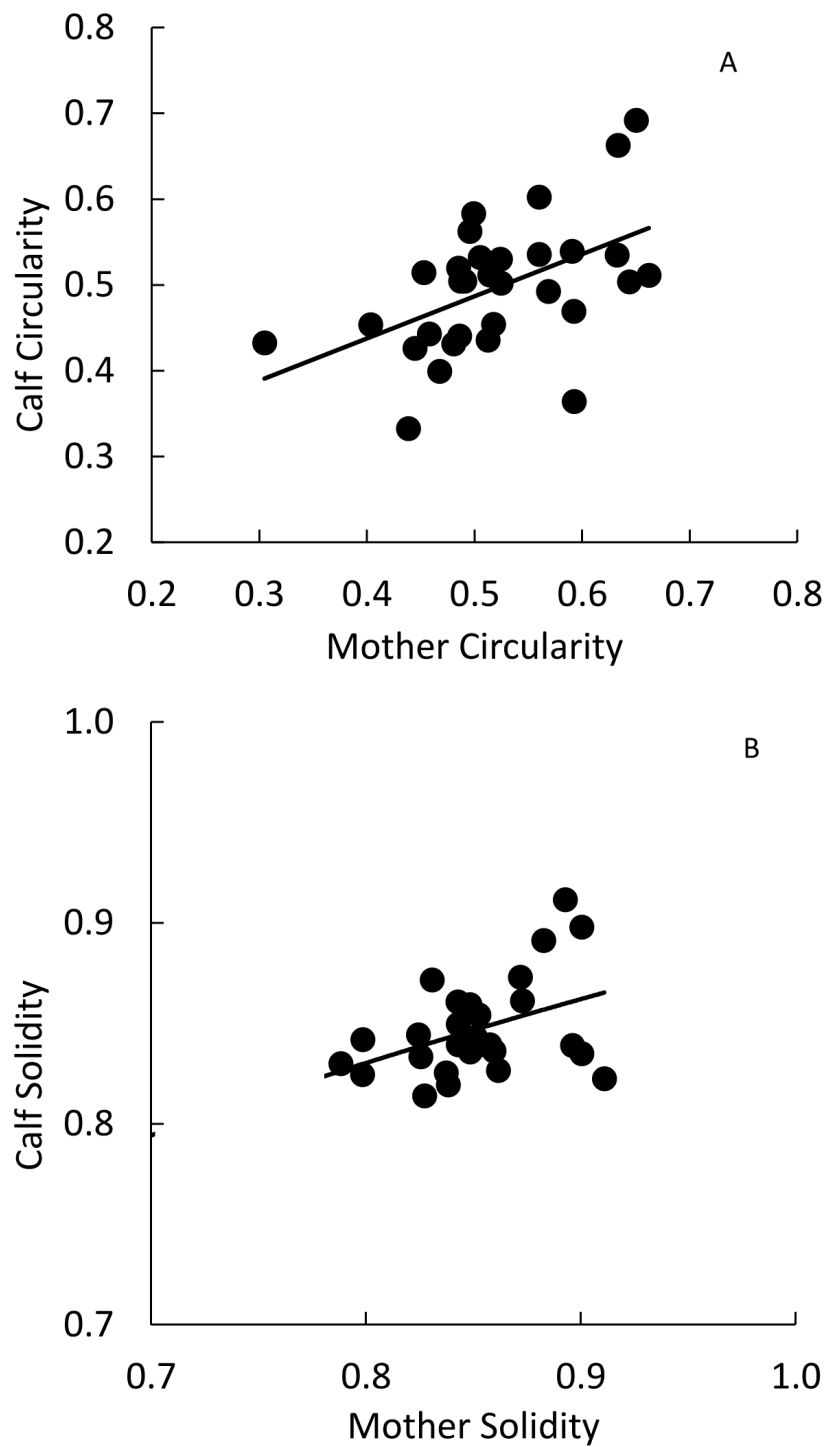 0.8
A
0.7
0.6
0.5
0.4
0.3
0.2
Calf Circularity
0.2 0.3 0.4 0.5 0.6 0.7 0.8
Mother Circularity
1.0
B
0.9
0.8
0.7
Calf Solidity
0.7 0.8 0.9 1.0
Mother Solidity